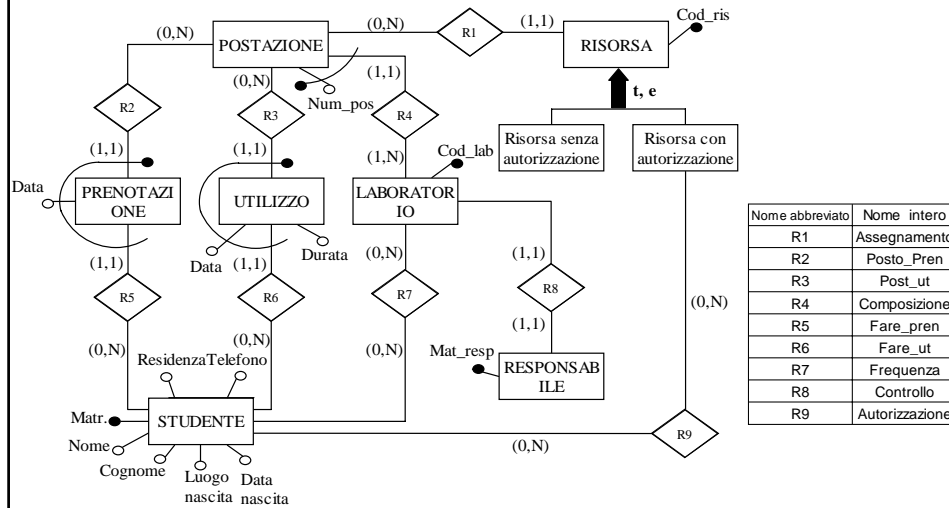 Cod_ris
(0,N)
R1
(1,1)
(0,N)
POSTAZIONE
RISORSA
(0,N)
(1,1)
t, e
Num_pos
R2
R3
R4
Risorsa senza
autorizzazione
Risorsa con
autorizzazione
(1,1)
(1,1)
(1,N)
Cod_lab
Data
PRENOTAZI
ONE
UTILIZZO
LABORATOR
IO
Data
Durata
(1,1)
(1,1)
(0,N)
(1,1)
(0,N)
R5
R6
R7
R8
(0,N)
(0,N)
(0,N)
(1,1)
ResidenzaTelefono
Mat_resp
RESPONSAB
ILE
Matr.
STUDENTE
Nome
(0,N)
R9
Cognome
Luogo
nascita
Data
nascita
Nome abbreviato Nome intero
R1 Assegnamento
R2 Posto_Pren
R3 Post_ut
R4 Composizione
R5 Fare_pren
R6 Fare_ut
R7 Frequenza
R8 Controllo
R9 Autorizzazione